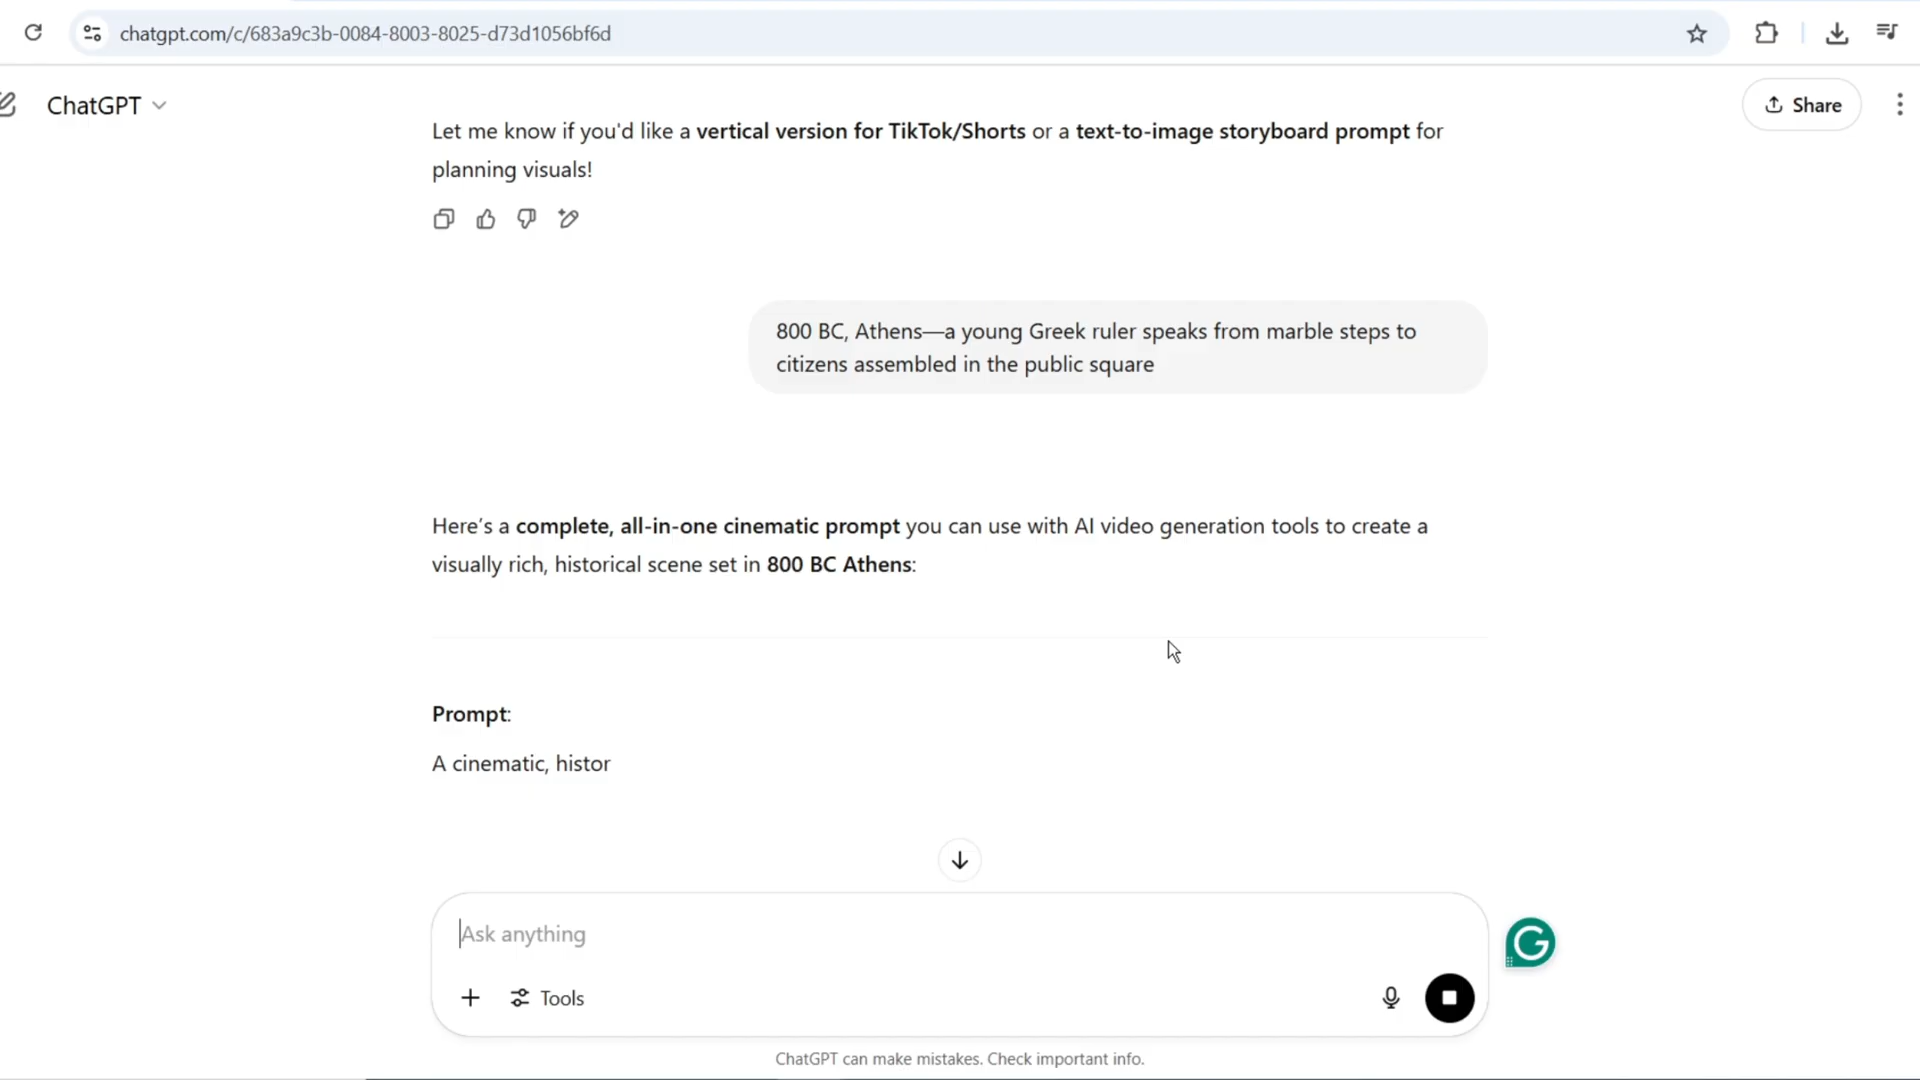 chatgpt.com/c/683a9c3b-0084-8003-8025-d73d1056bf6d
ChatGPT
Share
Let me know if you'd like a vertical version for TikTok/Shorts or a text-to-image storyboard prompt for
planning visuals!
800 BC, Athens—a young Greek ruler speaks from marble steps to
citizens assembled in the public square
Here's a complete, all-in-one cinematic prompt you can use with AI video generation tools to create a
visually rich, historical scene set in 800 BC Athens:
Prompt:
A cinematic, histor
Ask anything
Tools
G
ChatGPT can make mistakes. Check important info.